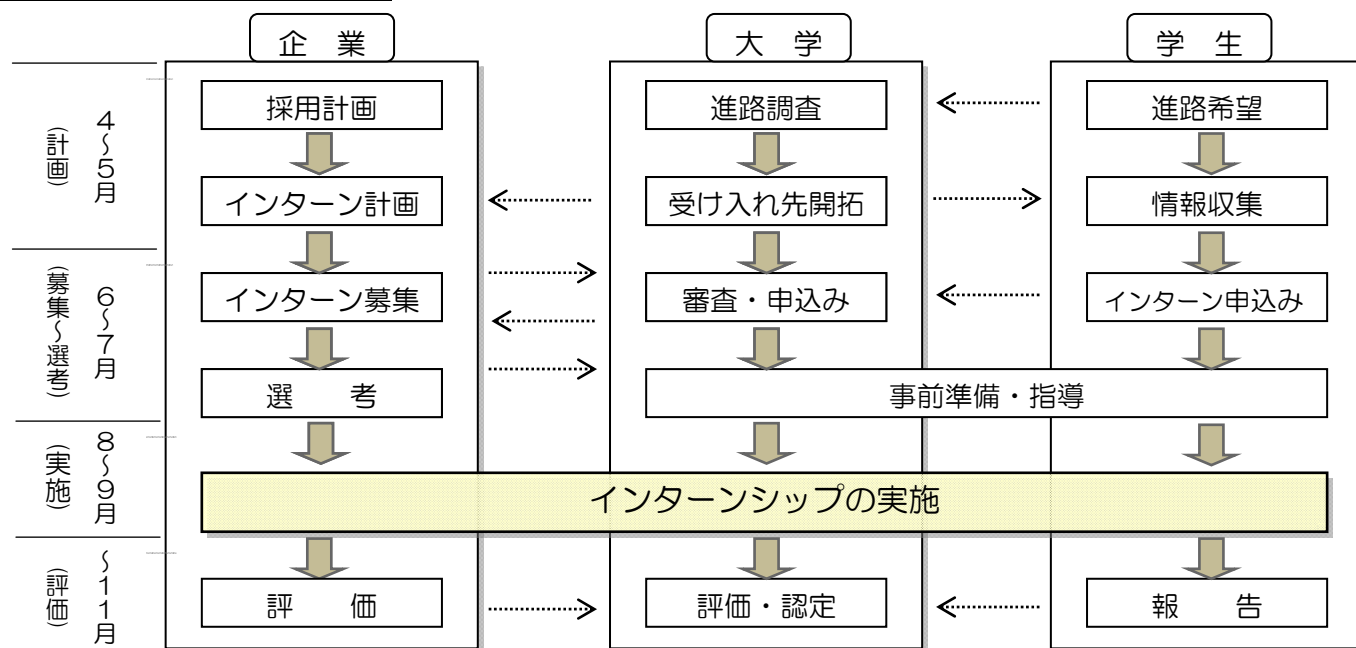 企　業
大　学
学　生
４～５月
（計画）
採用計画
進路調査
進路希望
インターン計画
受け入れ先開拓
情報収集
６～７月
（募集～選考）
インターン募集
審査・申込み
インターン申込み
選　　考
事前準備・指導
８～９月
（実施）
インターンシップの実施
～１１月
（評価）
評　　価
評価・認定
報　　告